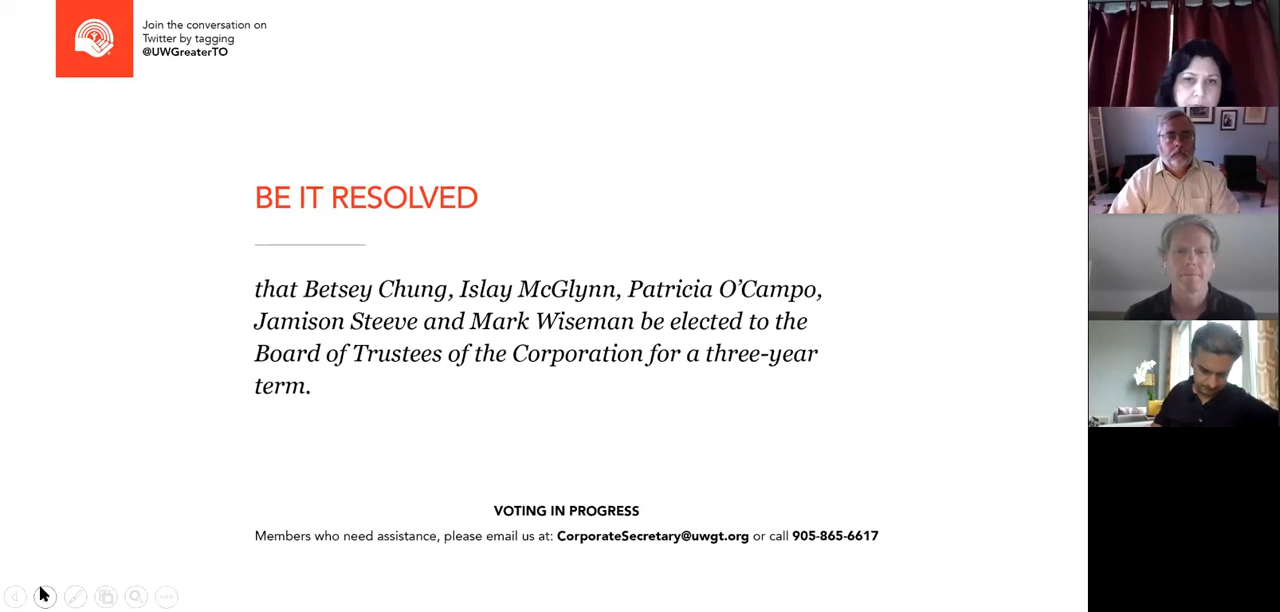 Join the conversation on
Twitter by tagging
@UWGreaterTO
BE IT RESOLVED
that Betsey Chung, Islay McGlynn, Patricia O’Campo,
Jamison Steeve and Mark Wiseman be elected to the
Board of Trustees of the Corporation for a three-year
term.
VOTING IN PROGRESS
Members who need assistance, please email us at: CorporateSecretary@uwgt.org or call 905-865-6617